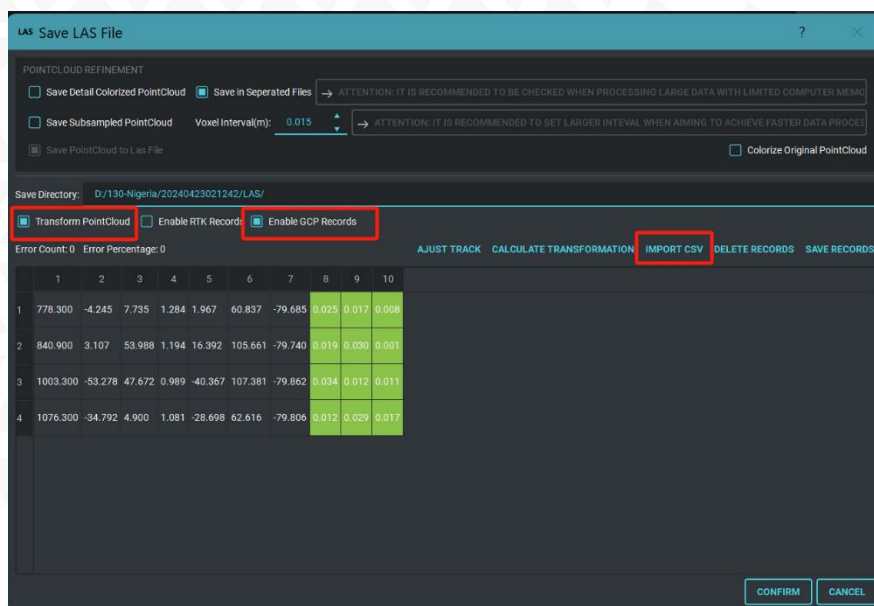 LAS Save LAS File ?
POINTCLOUD REFINEMENT
Save Detail Colorized PointCloud Save in Seperated Files → ATTENTION: IT IS RECOMMENDED TO BE CHECKED WHEN PROCESSING LARGE DATA WITH LIMITED COMPUTER MEMO
Save Subsampled PointCloud Voxel Interval(m): 0.015 → ATTENTION: IT IS RECOMMENDED TO SET LARGER INTEVAL WHEN AIMING TO ACHIEVE FASTER DATA PROCES
Save PointCloud to Las File Colorize Original PointCloud
Save Directory: D:/130-Nigeria/20240423021242/LAS/
Transform PointCloud Enable RTK Records Enable GCP Records
Error Count: 0 Error Percentage: 0 AJUST TRACK CALCULATE TRANSFORMATION IMPORT CSV DELETE RECORDS SAVE RECORDS
1 2 3 4 5 6 7 8 9 10
1 778.300 -4.245 7.735 1.284 1.967 60.837 -79.685 0.025 0.017 0.008
2 840.900 3.107 53.988 1.194 16.392 105.661 -79.740 0.019 0.030 0.001
3 1003.300 -53.278 47.672 0.989 -40.367 107.381 -79.862 0.034 0.012 0.011
4 1076.300 -34.792 4.900 1.081 -28.698 62.616 -79.806 0.012 0.029 0.017
CONFIRM CANCEL